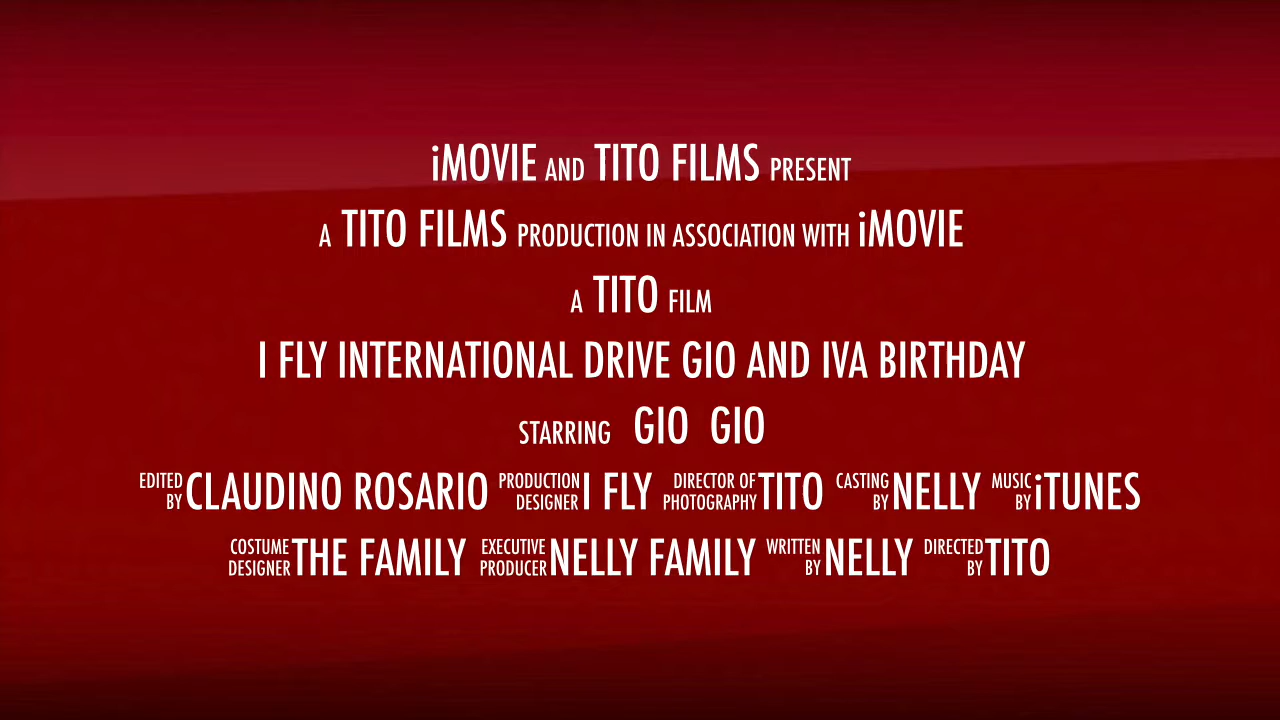 iMOVIE AND TITO FILMS PRESENT
A TITO FILMS PRODUCTION IN ASSOCIATION WITH iMOVIE
A TITO FILM
I FLY INTERNATIONAL DRIVE GIO AND IVA BIRTHDAY
STARRING GIO GIO
EDITED BY CLAUDINO ROSARIO PRODUCTION DESIGNER I FLY DIRECTOR OF PHOTOGRAPHY TITO CASTING BY NELLY MUSIC BY iTUNES
COSTUME DESIGNER THE FAMILY EXECUTIVE PRODUCER NELLY FAMILY WRITTEN BY NELLY DIRECTED BY TITO